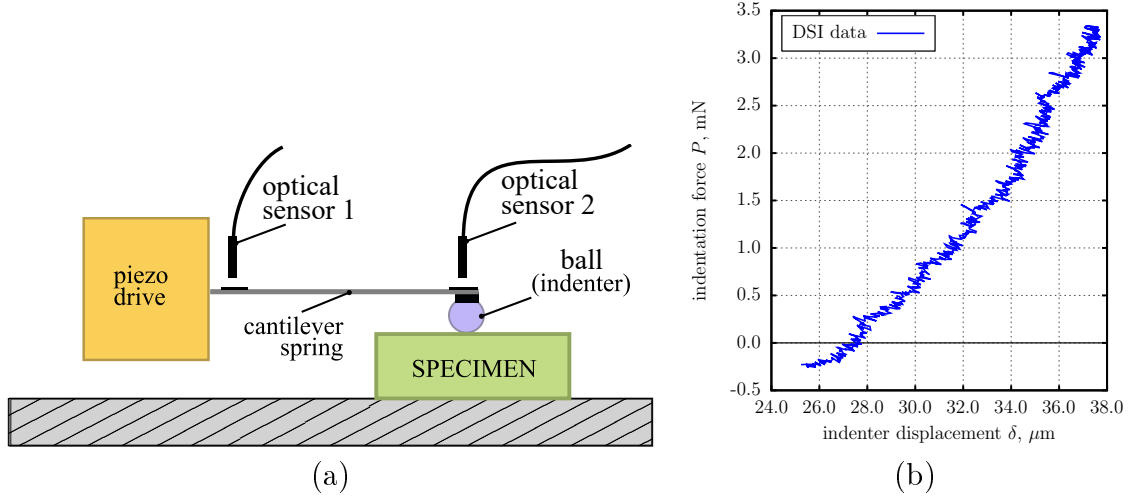 piezo
drive
optical
sensor 1
optical
sensor 2
ball
(indenter)
cantilever
spring
SPECIMEN
(a)
DSI data
indentation force P, mN
3.5
3.0
2.5
2.0
1.5
1.0
0.5
0.0
-0.5
24.0 26.0 28.0 30.0 32.0 34.0 36.0 38.0
indenter displacement δ, μm
(b)